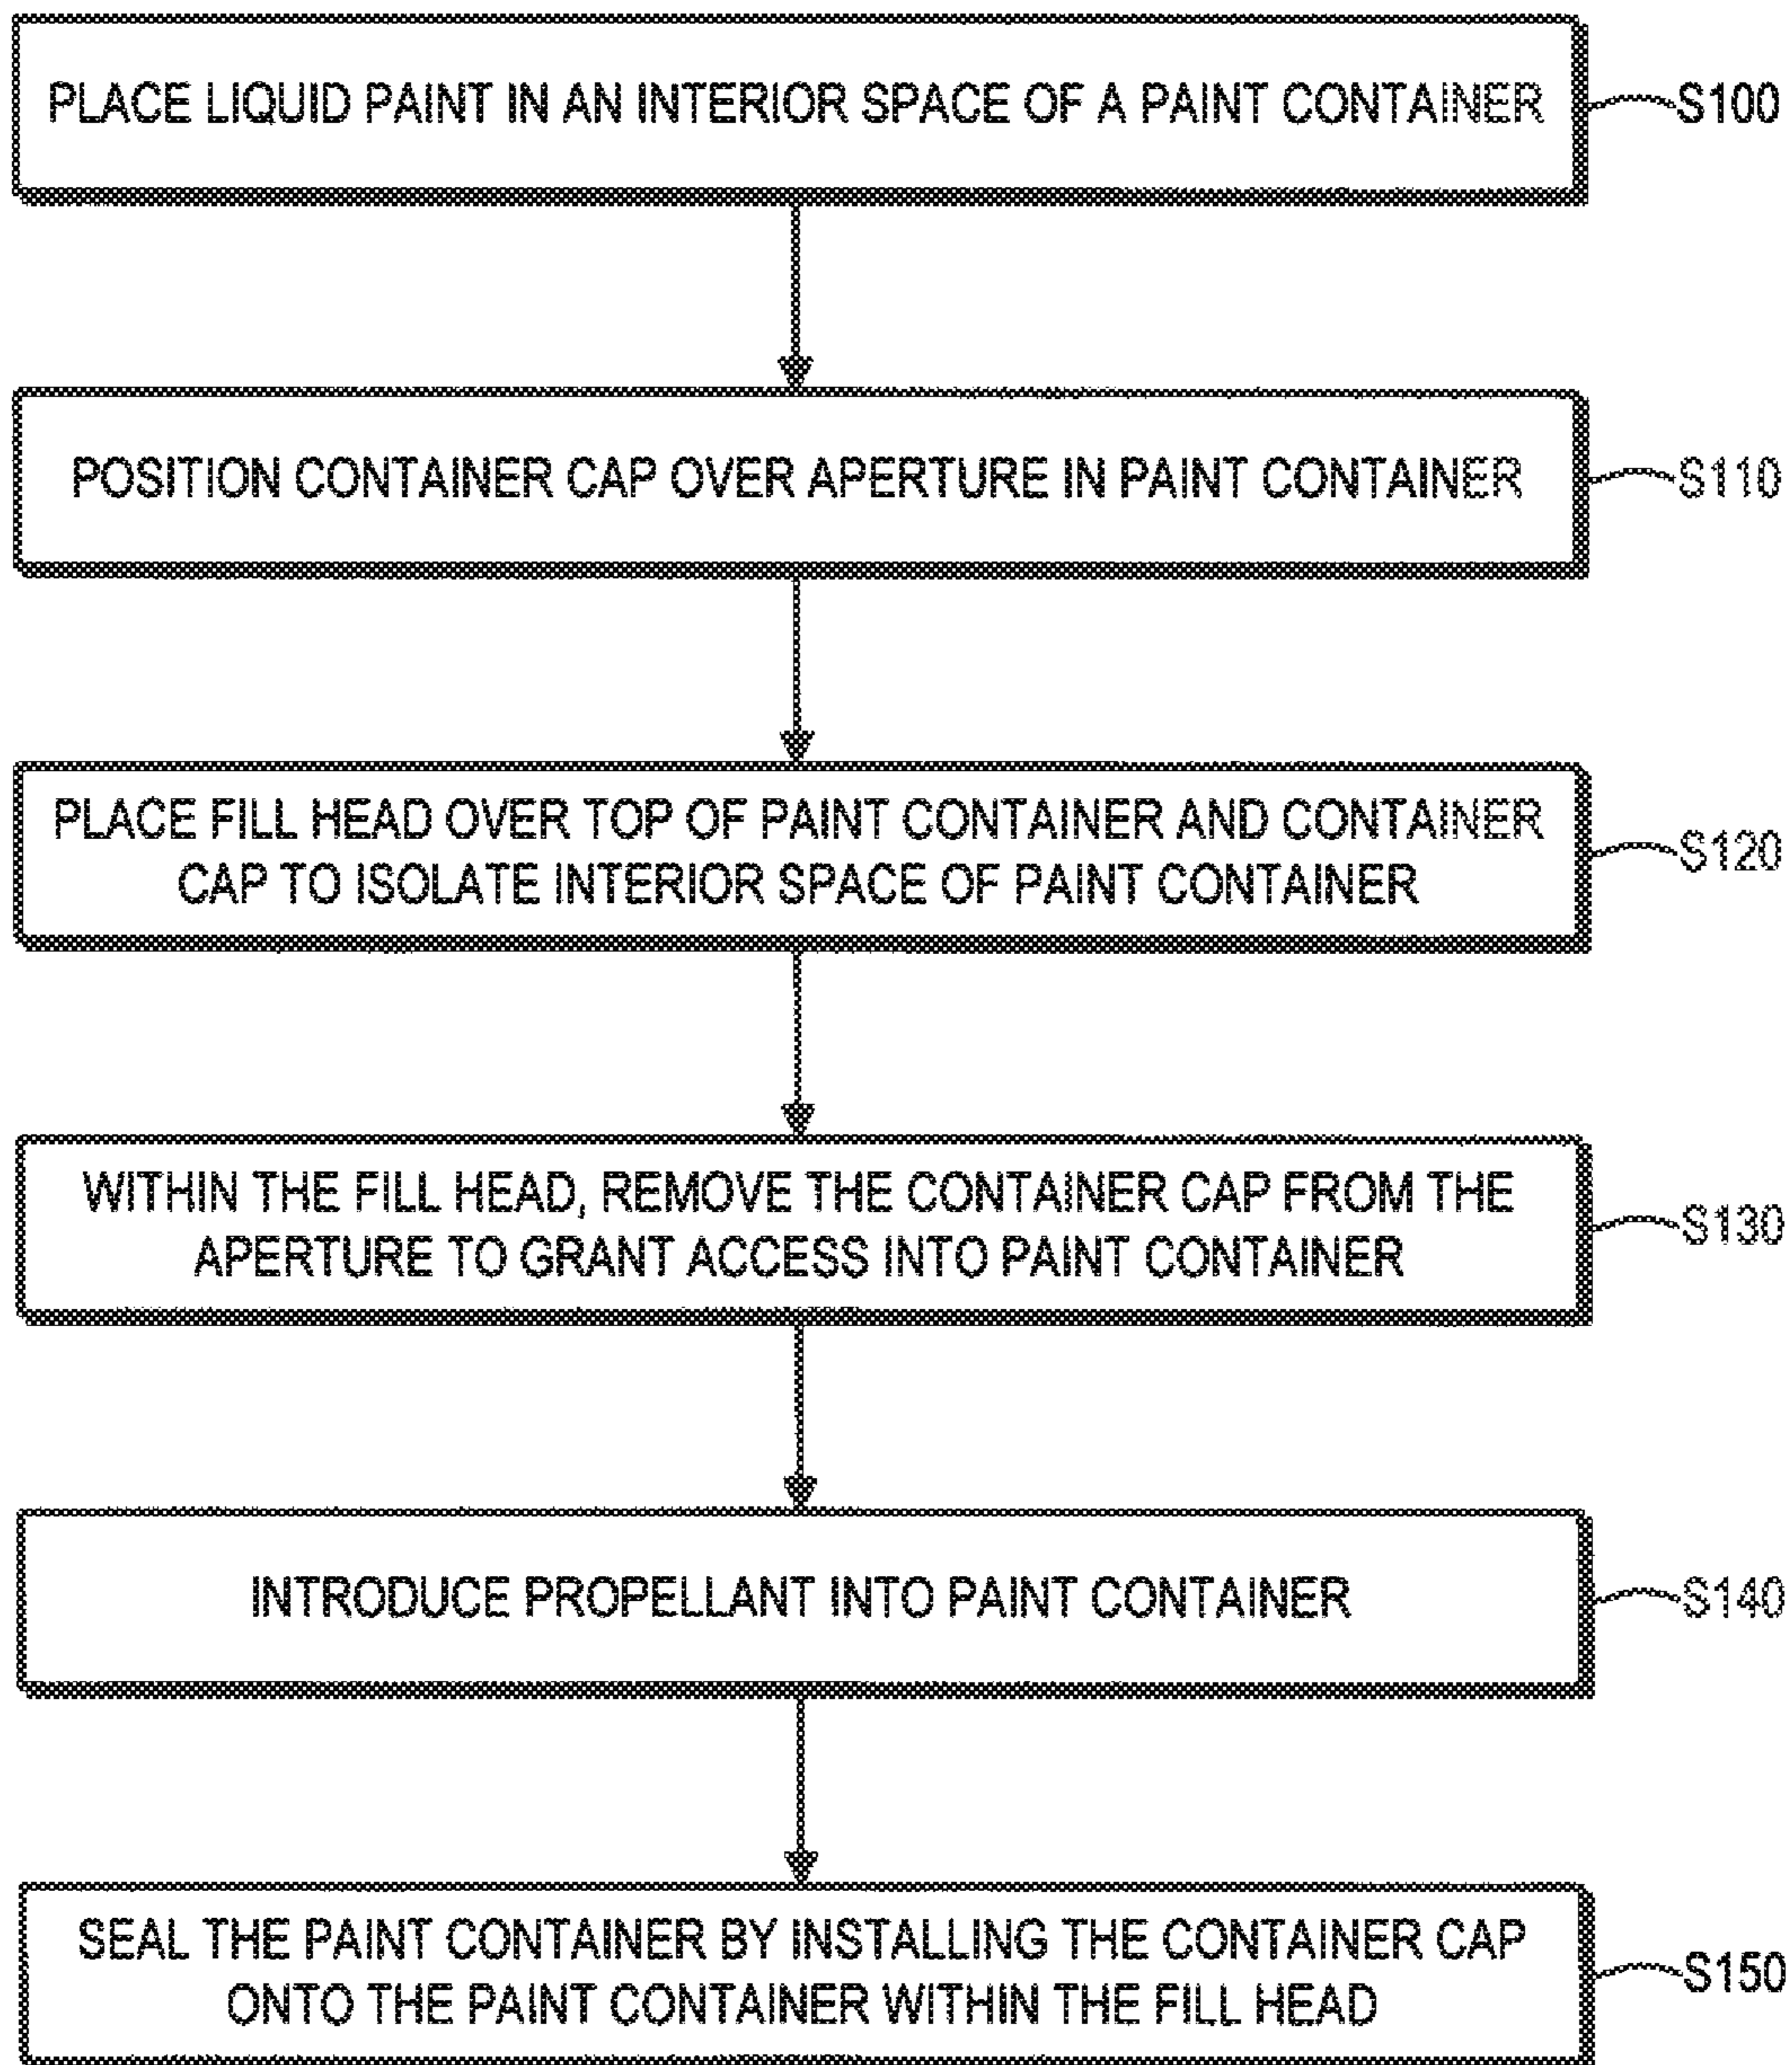 PLACE LIQUID PAINT IN AN INTERIOR SPACE OF A PAINT CONTAINER
S100
POSITION CONTAINER CAP OVER APERTURE IN PAINT CONTAINER
S110
PLACE FILL HEAD OVER TOP OF PAINT CONTAINER AND CONTAINER
CAP TO ISOLATE INTERIOR SPACE OF PAINT CONTAINER
S120
WITHIN THE FILL HEAD, REMOVE THE CONTAINER CAP FROM THE
APERTURE TO GRANT ACCESS INTO PAINT CONTAINER
S130
INTRODUCE PROPELLANT INTO PAINT CONTAINER
S140
SEAL THE PAINT CONTAINER BY INSTALLING THE CONTAINER CAP
ONTO THE PAINT CONTAINER WITHIN THE FILL HEAD
S150